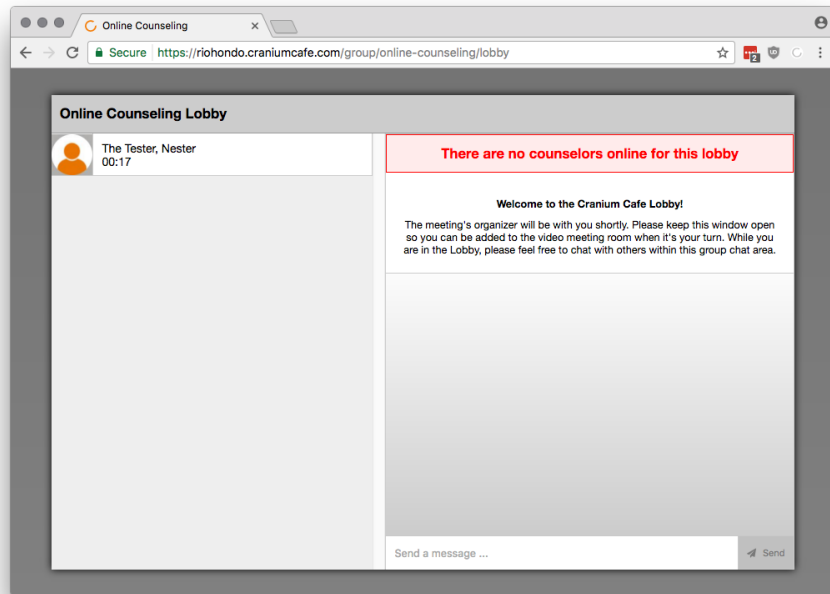 Online Counseling
Secure https://riohondo.craniumcafe.com/group/online-counseling/lobby
2
Online Counseling Lobby
The Tester, Nester
00:17
There are no counselors online for this lobby
Welcome to the Cranium Cafe Lobby!
The meeting's organizer will be with you shortly. Please keep this window open
so you can be added to the video meeting room when it's your turn. While you
are in the Lobby, please feel free to chat with others within this group chat area.
Send a message ...
Send